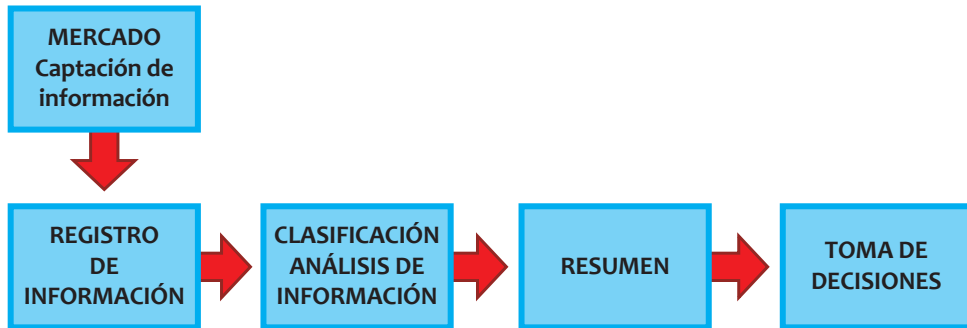 MERCADO
Captación de
información
REGISTRO
DE
INFORMACIÓN
CLASIFICACIÓN
ANÁLISIS DE
INFORMACIÓN
RESUMEN
TOMA DE
DECISIONES